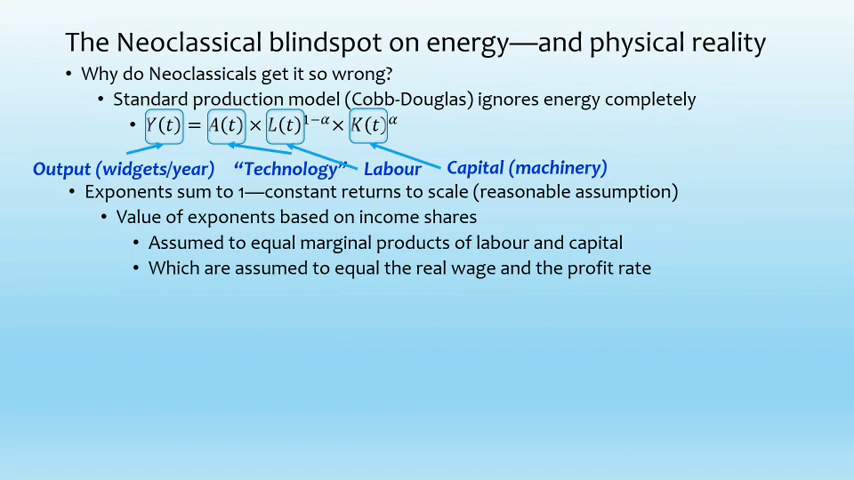 The Neoclassical blindspot on energy—and physical reality
• Why do Neoclassicals get it so wrong?
• Standard production model (Cobb-Douglas) ignores energy completely
• Y(t) = A(t) × L(t)^{1−α} × K(t)^α
Output (widgets/year) “Technology” Labour Capital (machinery)
• Exponents sum to 1—constant returns to scale (reasonable assumption)
• Value of exponents based on income shares
• Assumed to equal marginal products of labour and capital
• Which are assumed to equal the real wage and the profit rate